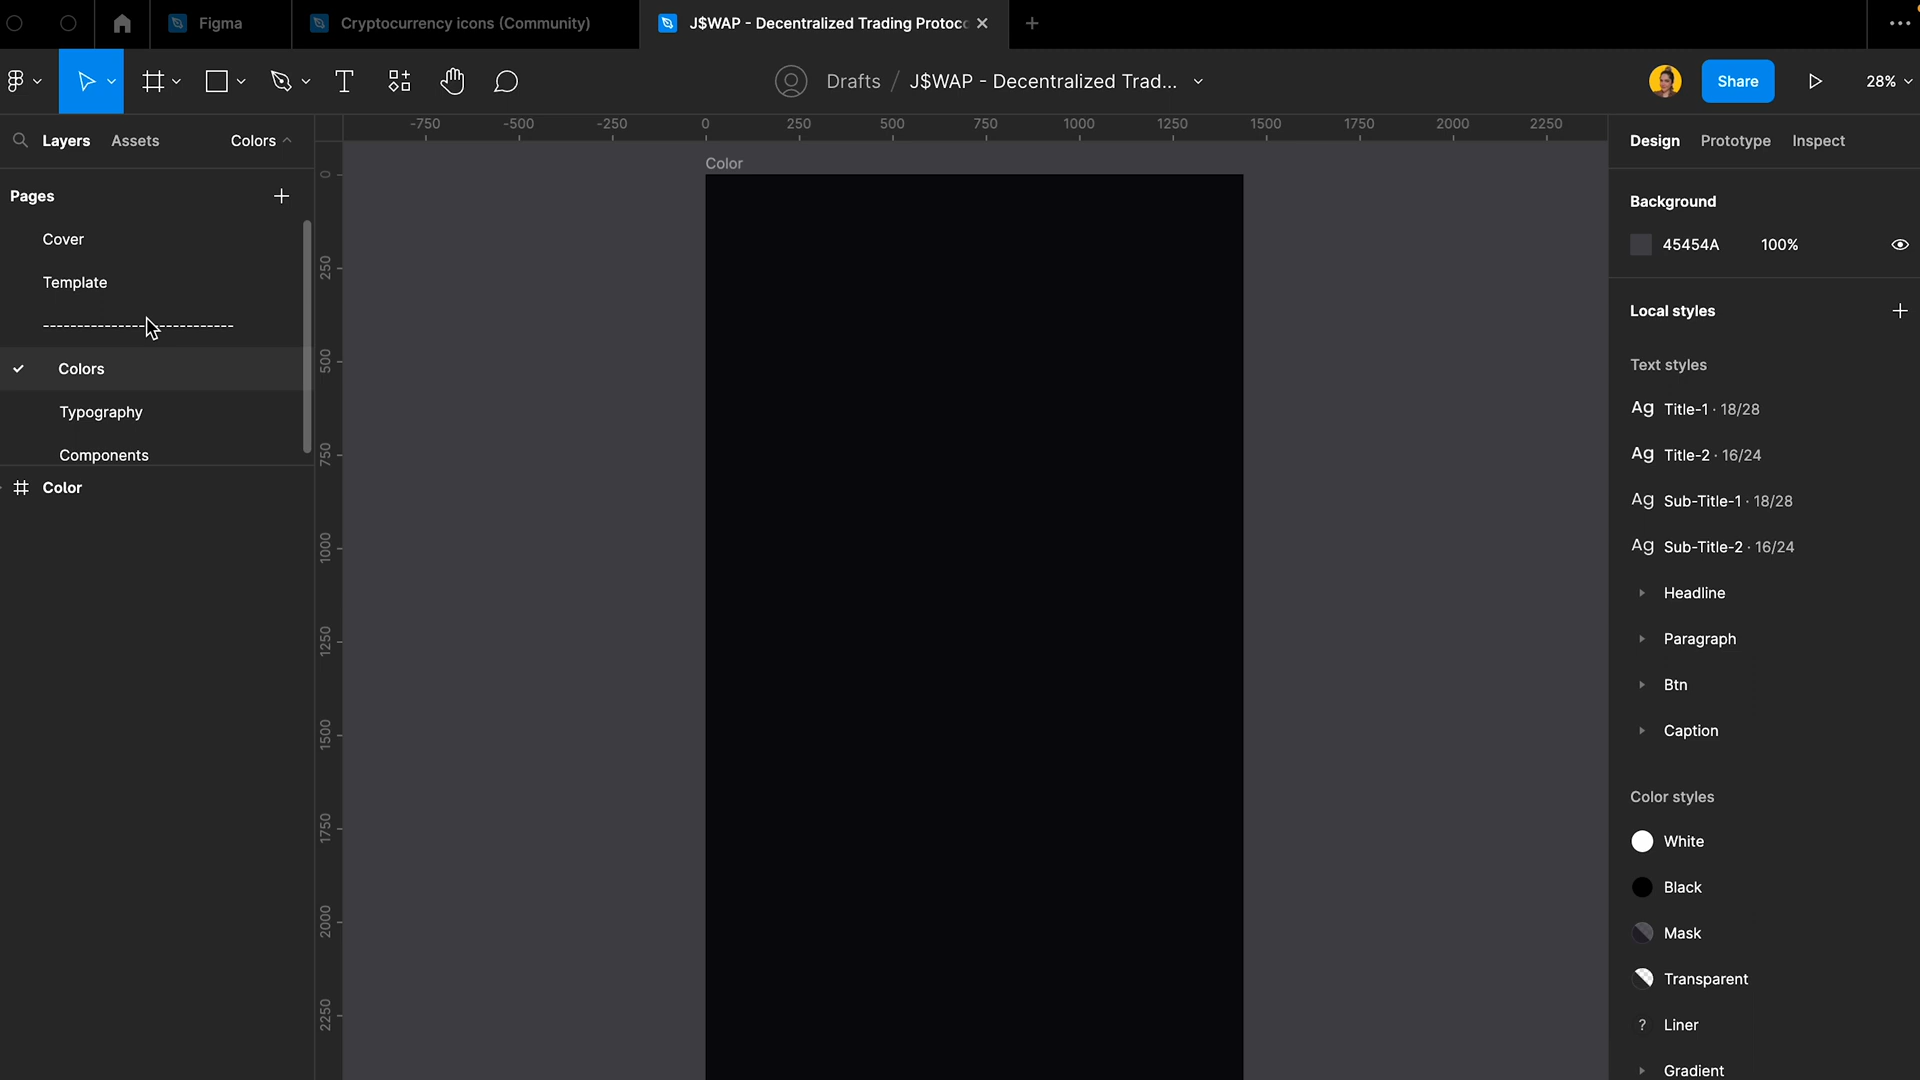 Figma
Cryptocurrency icons (Community)
J$WAP - Decentralized Trading Protoc
Drafts / J$WAP - Decentralized Trad...
Share
28%
Layers
Assets
Colors
Pages
Cover
Template
----------------------------
Colors
Typography
Components
Color
-750 -500 -250 0 250 500 750 1000 1250 1500 1750 2000 2250
0
250
500
750
1000
1250
1500
1750
2000
2250
Color
Design Prototype Inspect
Background
45454A 100%
Local styles
Text styles
Ag Title-1 · 18/28
Ag Title-2 · 16/24
Ag Sub-Title-1 · 18/28
Ag Sub-Title-2 · 16/24
Headline
Paragraph
Btn
Caption
Color styles
White
Black
Mask
Transparent
? Liner
Gradient